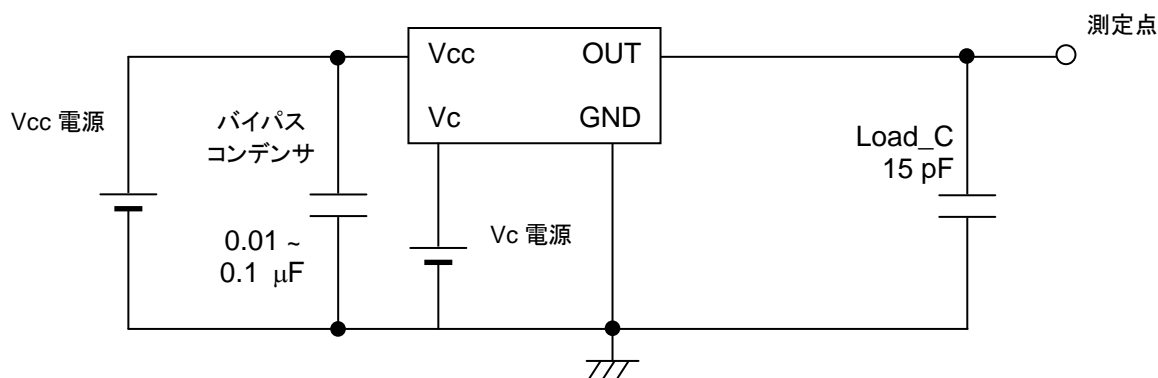 測定点
Vcc
OUT
Vc
GND
Vcc 電源
バイパス
コンデンサ
Load_C
15 pF
0.01 ~
0.1 μF
Vc 電源